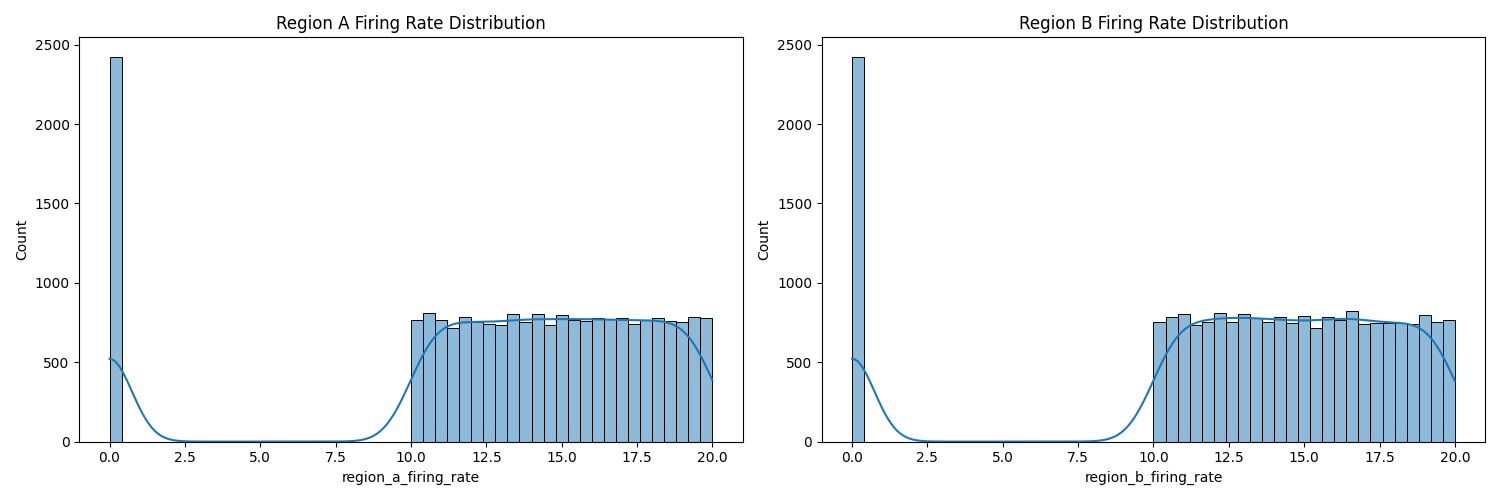 Region A Firing Rate Distribution
2500
2000
1500
1000
500
0
Count
0.0 2.5 5.0 7.5 10.0 12.5 15.0 17.5 20.0
region_a_firing_rate
Region B Firing Rate Distribution
2500
2000
1500
1000
500
0
Count
0.0 2.5 5.0 7.5 10.0 12.5 15.0 17.5 20.0
region_b_firing_rate